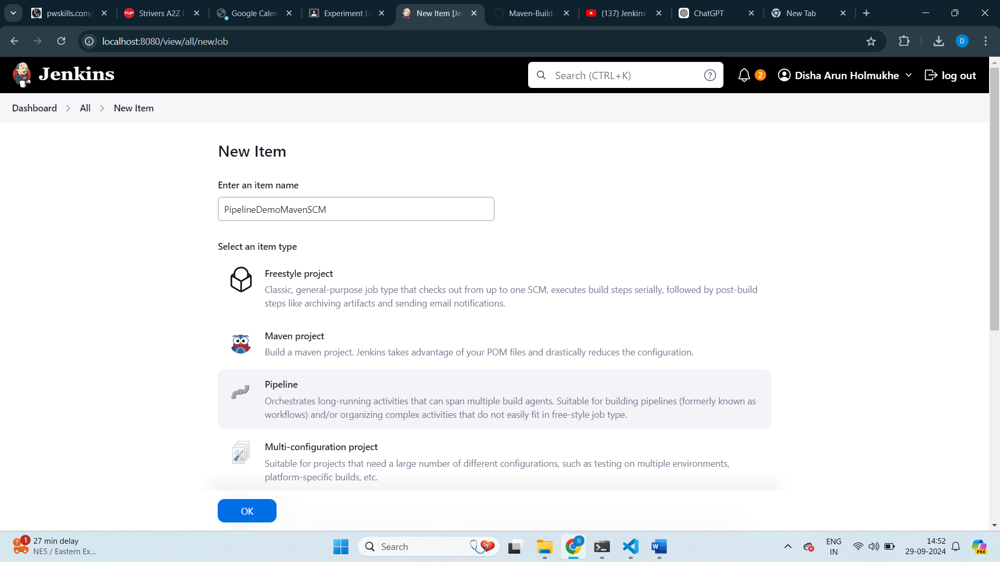 pwskills.com/
Strivers A2Z D
Google Calen
Experiment Li
New Item [Je
Maven-Build-
(137) Jenkins
ChatGPT
New Tab
localhost:8080/view/all/newJob
D
Jenkins
Search (CTRL+K)
2
Disha Arun Holmukhe
log out
Dashboard
All
New Item
New Item
Enter an item name
PipelineDemoMavenSCM
Select an item type
Freestyle project
Classic, general-purpose job type that checks out from up to one SCM, executes build steps serially, followed by post-build
steps like archiving artifacts and sending email notifications.
Maven project
Build a maven project. Jenkins takes advantage of your POM files and drastically reduces the configuration.
Pipeline
Orchestrates long-running activities that can span multiple build agents. Suitable for building pipelines (formerly known as
workflows) and/or organizing complex activities that do not easily fit in free-style job type.
Multi-configuration project
Suitable for projects that need a large number of different configurations, such as testing on multiple environments,
platform-specific builds, etc.
OK
1
27 min delay
NE5 / Eastern Ex...
Search
D
W
ENG
IN
14:52
29-09-2024
PRE